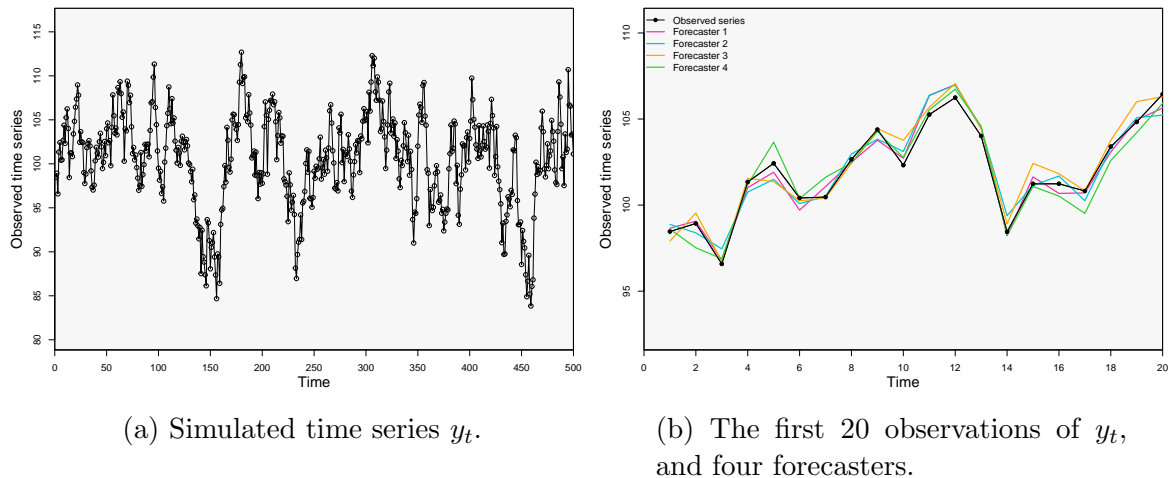 115
110
105
100
95
90
85
80
Observed time series
0 50 100 150 200 250 300 350 400 450 500
Time
(a) Simulated time series y_t.
110
105
100
95
Observed time series
Observed series
Forecaster 1
Forecaster 2
Forecaster 3
Forecaster 4
0 2 4 6 8 10 12 14 16 18 20
Time
(b) The first 20 observations of y_t,
and four forecasters.